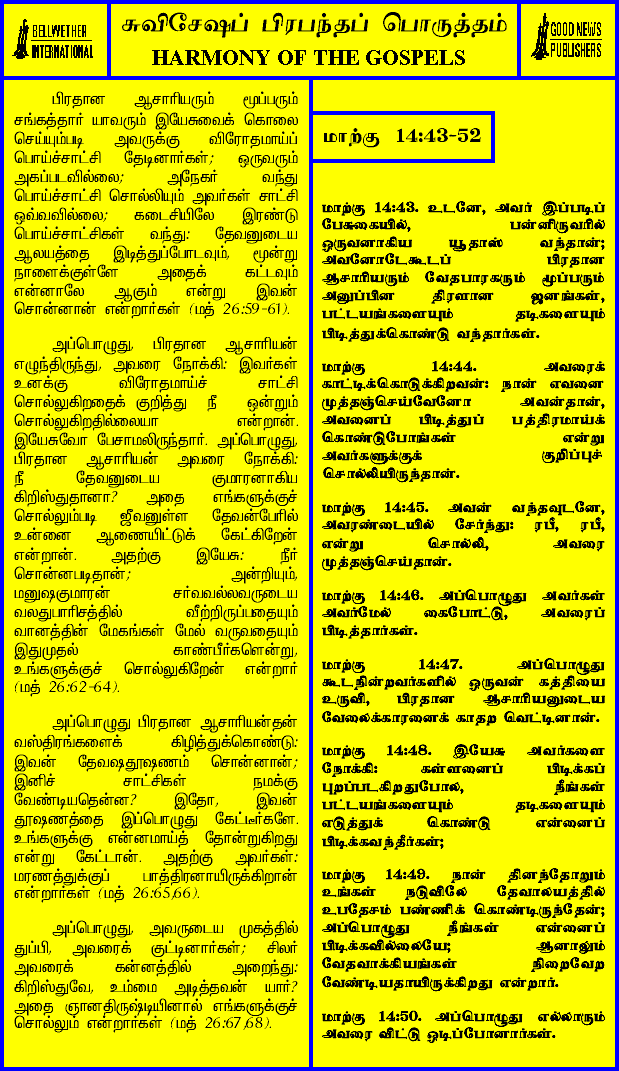 BELLWETHER
INTERNATIONAL
சுவிசேஷப் பிரபந்தப் பொருத்தம்
HARMONY OF THE GOSPELS
GOOD NEWS
PUBLISHERS
பிரதான ஆசாரியரும் மூப்பரும்
சங்கத்தார் யாவரும் இயேசுவைக் கொலை
செய்யும்படி அவருக்கு விரோதமாய்ப்
பொய்ச்சாட்சி தேடினார்கள்; ஒருவரும்
அகப்படவில்லை; அநேகர் வந்து
பொய்ச்சாட்சி சொல்லியும் அவர்கள் சாட்சி
ஒவ்வவில்லை; கடைசியிலே இரண்டு
பொய்ச்சாட்சிகள் வந்து: தேவனுடைய
ஆலயத்தை இடித்துப்போடவும், மூன்று
நாளைக்குள்ளே அதைக் கட்டவும்
என்னாலே ஆகும் என்று இவன்
சொன்னான் என்றார்கள் (மத் 26:59-61).
அப்பொழுது, பிரதான ஆசாரியன்
எழுந்திருந்து, அவரை நோக்கி: இவர்கள்
உனக்கு விரோதமாய்ச் சாட்சி
சொல்லுகிறதைக் குறித்து நீ ஒன்றும்
சொல்லுகிறதில்லையா என்றான்.
இயேசுவோ பேசாமலிருந்தார். அப்பொழுது,
பிரதான ஆசாரியன் அவரை நோக்கி:
நீ தேவனுடைய குமாரனாகிய
கிறிஸ்துதானா? அதை எங்களுக்குச்
சொல்லும்படி ஜீவனுள்ள தேவன்பேரில்
உன்னை ஆணையிட்டுக் கேட்கிறேன்
என்றான். அதற்கு இயேசு: நீர்
சொன்னபடிதான்; அன்றியும்,
மனுஷகுமாரன் சர்வவல்லவருடைய
வலதுபாரிசத்தில் வீற்றிருப்பதையும்
வானத்தின் மேகங்கள் மேல் வருவதையும்
இதுமுதல் காண்பீர்களென்று,
உங்களுக்குச் சொல்லுகிறேன் என்றார்
(மத் 26:62-64).
அப்பொழுது பிரதான ஆசாரியன்தன்
வஸ்திரங்களைக் கிழித்துக்கொண்டு:
இவன் தேவஷதூஷணம் சொன்னான்;
இனிச் சாட்சிகள் நமக்கு
வேண்டியதென்ன? இதோ, இவன்
தூஷணத்தை இப்பொழுது கேட்டீர்களே.
உங்களுக்கு என்னமாய்த் தோன்றுகிறது
என்று கேட்டான். அதற்கு அவர்கள்:
மரணத்துக்குப் பாத்திரனாயிருக்கிறான்
என்றார்கள் (மத் 26:65,66).
அப்பொழுது, அவருடைய முகத்தில்
துப்பி, அவரைக் குட்டினார்கள்; சிலர்
அவரைக் கன்னத்தில் அறைந்து:
கிறிஸ்துவே, உம்மை அடித்தவன் யார்?
அதை ஞானதிருஷ்டியினால் எங்களுக்குச்
சொல்லும் என்றார்கள் (மத் 26:67,68).
மாற்கு 14:43-52
மாற்கு 14:43. உடனே, அவர் இப்படிப்
பேசுகையில், பன்னிருவரில்
ஒருவனாகிய யூதாஸ் வந்தான்;
அவனோடேகூடப் பிரதான
ஆசாரியரும் வேதபாரகரும் மூப்பரும்
அனுப்பின திரளான ஜனங்கள்,
பட்டயங்களையும் தடிகளையும்
பிடித்துக்கொண்டு வந்தார்கள்.
மாற்கு 14:44. அவரைக்
காட்டிக்கொடுக்கிறவன்: நான் எவனை
முத்தஞ்செய்வேனோ அவன்தான்,
அவனைப் பிடித்துப் பத்திரமாய்க்
கொண்டுபோங்கள் என்று
அவர்களுக்குக் குறிப்புச்
சொல்லியிருந்தான்.
மாற்கு 14:45. அவன் வந்தவுடனே,
அவரண்டையில் சேர்ந்து: ரபீ, ரபீ,
என்று சொல்லி, அவரை
முத்தஞ்செய்தான்.
மாற்கு 14:46. அப்பொழுது அவர்கள்
அவர்மேல் கைபோட்டு, அவரைப்
பிடித்தார்கள்.
மாற்கு 14:47. அப்பொழுது
கூடநின்றவர்களில் ஒருவன் கத்தியை
உருவி, பிரதான ஆசாரியனுடைய
வேலைக்காரனைக் காதற வெட்டினான்.
மாற்கு 14:48. இயேசு அவர்களை
நோக்கி: கள்ளனைப் பிடிக்கப்
புறப்படகிறதுபோல, நீங்கள்
பட்டயங்களையும் தடிகளையும்
எடுத்துக் கொண்டு என்னைப்
பிடிக்கவந்தீர்கள்;
மாற்கு 14:49. நான் தினந்தோறும்
உங்கள் நடுவிலே தேவாலயத்தில்
உபதேசம் பண்ணிக் கொண்டிருந்தேன்;
அப்பொழுது நீங்கள் என்னைப்
பிடிக்கவில்லையே; ஆனாலும்
வேதவாக்கியங்கள் நிறைவேற
வேண்டியதாயிருக்கிறது என்றார்.
மாற்கு 14:50. அப்பொழுது எல்லாரும்
அவரை விட்டு ஓடிப்போனார்கள்.